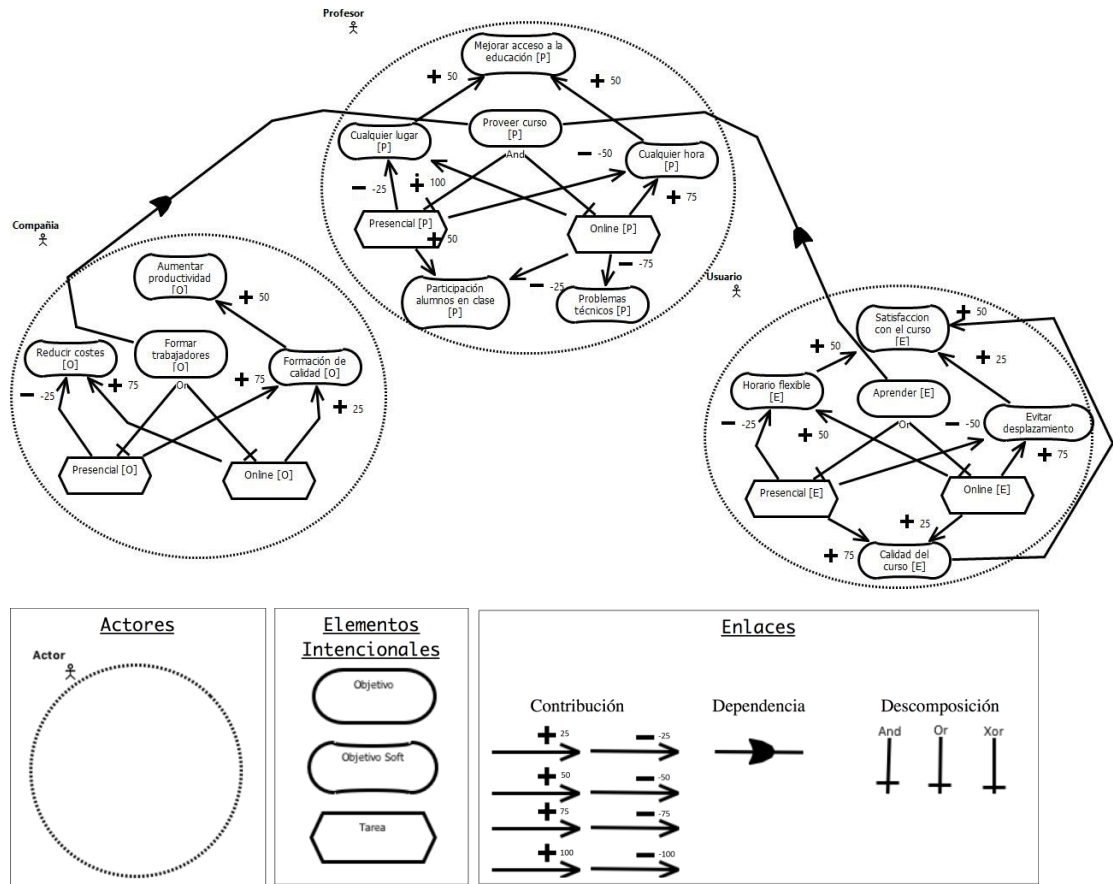 Profesor
Mejorar acceso a la
educación [P]
+ 50
+ 50
Proveer curso
[P]
And
Cualquier lugar
[P]
− -50
Cualquier hora
[P]
− -25
+ 100
+ 75
Presencial [P]
+ 50
Online [P]
− -75
− -25
Participación
alumnos en clase
[P]
Problemas
técnicos [P]
Compañia
Aumentar
productividad
[O]
+ 50
Formar
trabajadores
[O]
Or
Reducir costes
[O]
Formación de
calidad [O]
− -25
+ 75
+ 75
+ 25
Presencial [O]
Online [O]
Usuario
Satisfaccion
con el curso
[E]
+ 50
+ 50
+ 25
Horario flexible
[E]
Aprender [E]
Or
Evitar
desplazamiento
− -25
+ 50
− -50
+ 75
Presencial [E]
Online [E]
+ 25
+ 75
Calidad del
curso [E]
Actores
Actor
Elementos
Intencionales
Objetivo
Objetivo Soft
Tarea
Enlaces
Contribución
Dependencia
Descomposición
+ 25
− -25
+ 50
− -50
+ 75
− -75
+ 100
− -100
And
Or
Xor